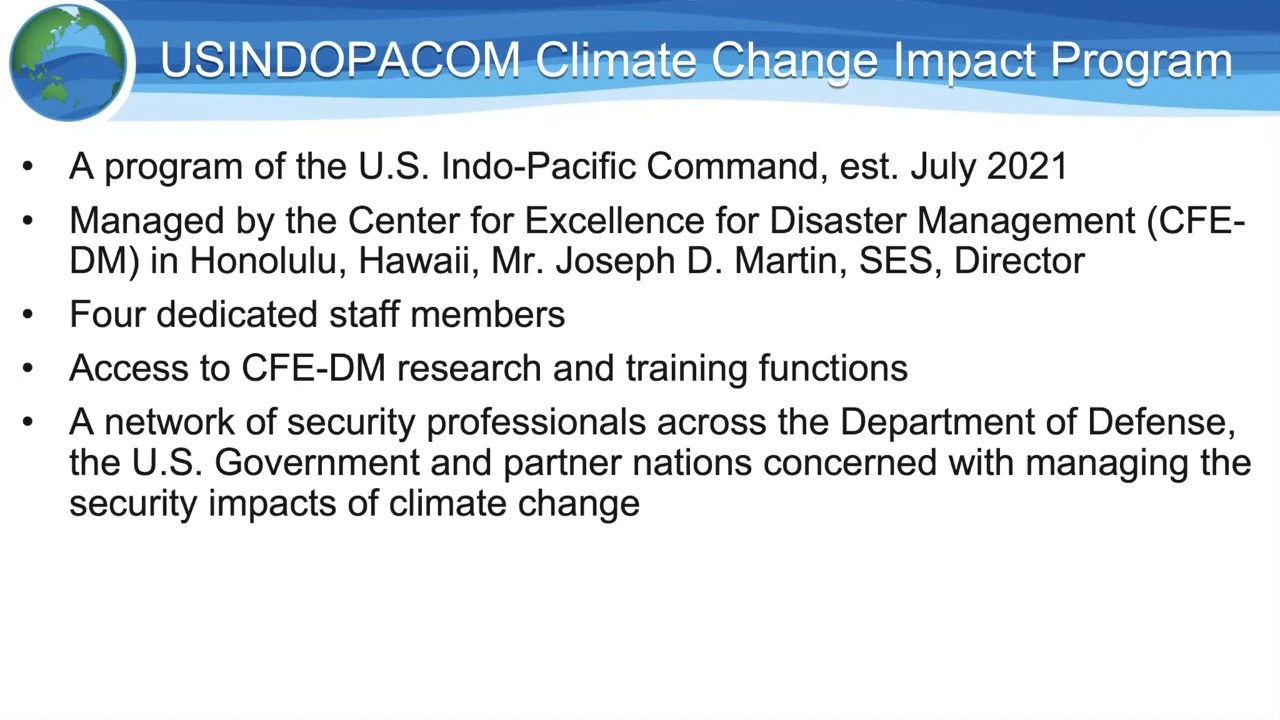 USINDOPACOM Climate Change Impact Program
• A program of the U.S. Indo-Pacific Command, est. July 2021
• Managed by the Center for Excellence for Disaster Management (CFE-
DM) in Honolulu, Hawaii, Mr. Joseph D. Martin, SES, Director
• Four dedicated staff members
• Access to CFE-DM research and training functions
• A network of security professionals across the Department of Defense,
the U.S. Government and partner nations concerned with managing the
security impacts of climate change